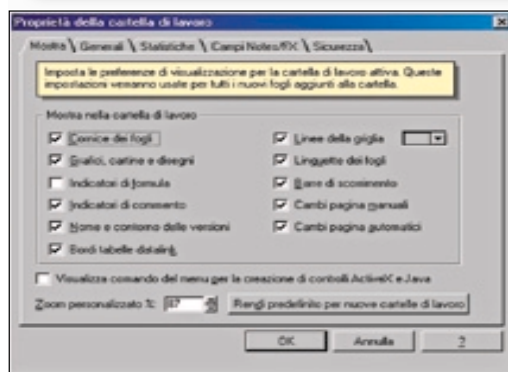 Proprietà della cartella di lavoro
Mostra \ Generali \ Statistiche \ Campi Notes/FX \ Sicurezza \
Imposta le preferenze di visualizzazione per la cartella di lavoro attiva. Queste
impostazioni verranno usate per tutti i nuovi fogli aggiunti alla cartella.
Mostra nella cartella di lavoro
Cornice dei fogli
Linee della griglia
Grafici, cartine e disegni
Linguette dei fogli
Indicatori di formula
Barre di scorrimento
Indicatori di commento
Cambi pagina manuali
Nome e contorno delle versioni
Cambi pagina automatici
Bordi tabelle datalink
Visualizza comando del menu per la creazione di controlli ActiveX e Java
Zoom personalizzato %: 87
Rendi predefinito per nuove cartelle di lavoro
OK
Annulla
?